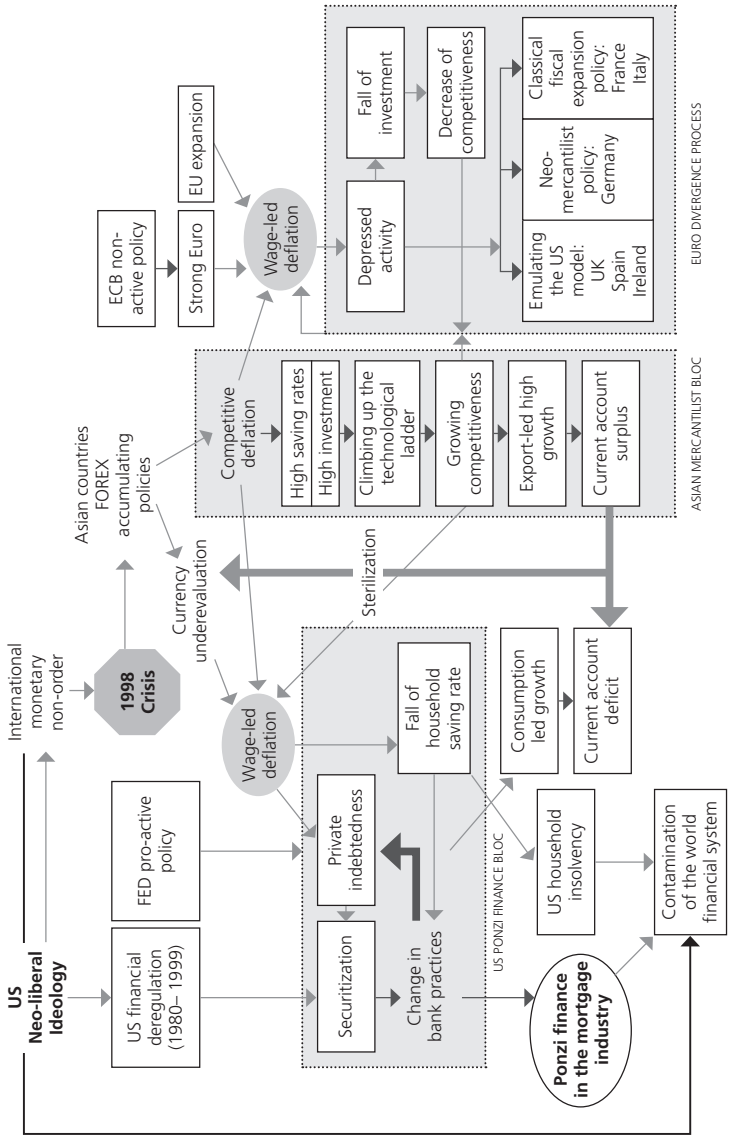 US
Neo-liberal
Ideology
International
monetary
non-order
1998
Crisis
Asian countries
FOREX
accumulating
policies
ECB non-
active policy
Strong Euro
EU expansion
US financial
deregulation
(1980– 1999)
FED pro-active
policy
Currency
underevaluation
Wage-led
deflation
Competitive
deflation
Wage-led
deflation
Securitization
Private
indebtedness
Change in
bank practices
Fall of
household
saving rate
US PONZI FINANCE BLOC
Sterilization
High saving rates
High investment
Climbing up the
technological
ladder
Growing
competitiveness
Export-led high
growth
Current account
surplus
ASIAN MERCANTILIST BLOC
Depressed
activity
Fall of
investment
Decrease of
competitiveness
Emulating
the US
model:
UK
Spain
Ireland
Neo-
mercantilist
policy:
Germany
Classical
fiscal
expansion
policy:
France
Italy
EURO DIVERGENCE PROCESS
Ponzi finance
in the mortgage
industry
US household
insolvency
Consumption
led growth
Current account
deficit
Contamination
of the world
financial system